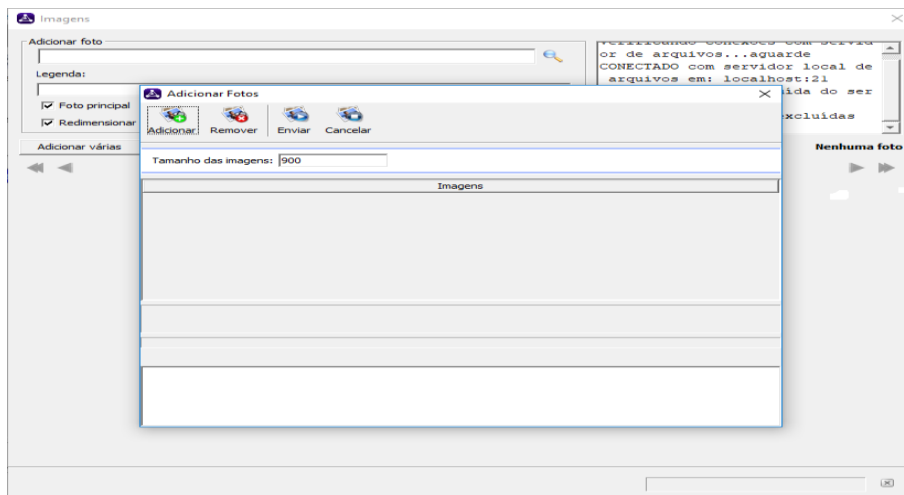 Imagens
Adicionar foto
Legenda:
Foto principal
Redimensionar
Adicionar várias
or de arquivos...aguarde
CONECTADO com servidor local de
arquivos em: localhost:21
ida do ser
xcluídas
Nenhuma foto
Adicionar Fotos
Adicionar
Remover
Enviar
Cancelar
Tamanho das imagens: 900
Imagens